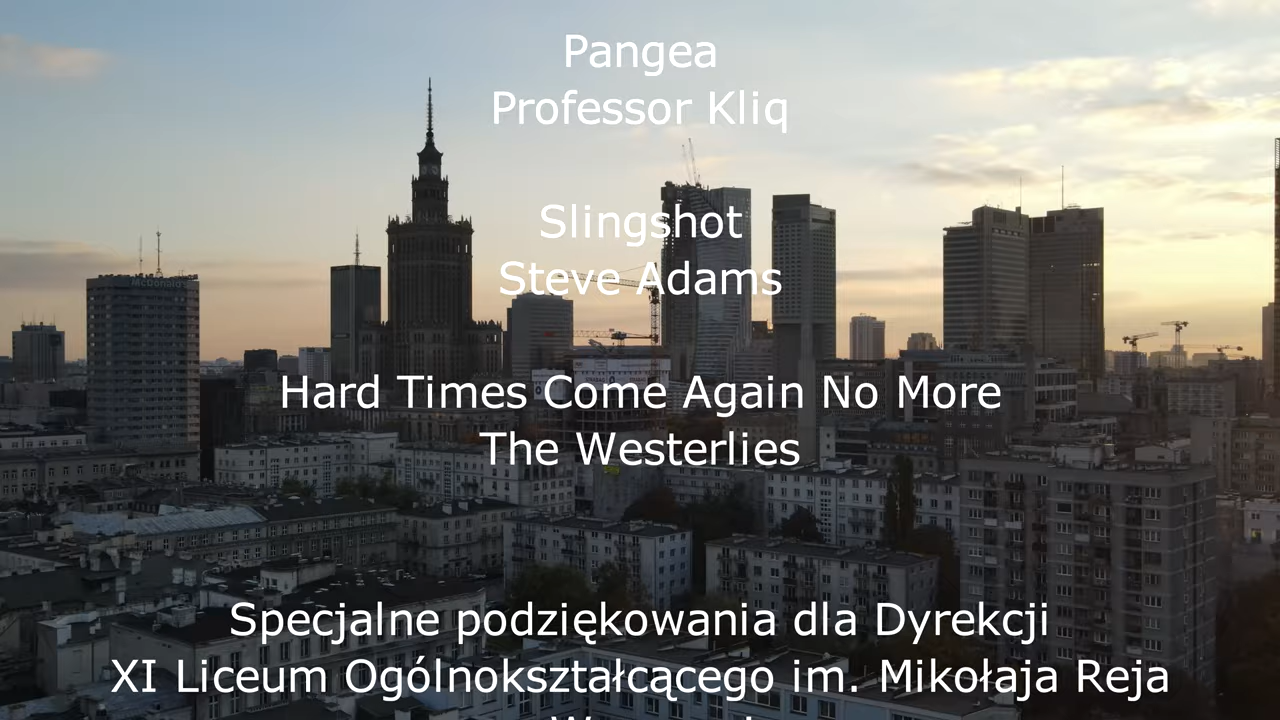 Pangea
Professor Kliq
Slingshot
Steve Adams
McDonald's
Hard Times Come Again No More
The Westerlies
Specjalne podziękowania dla Dyrekcji
XI Liceum Ogólnokształcącego im. Mikołaja Reja